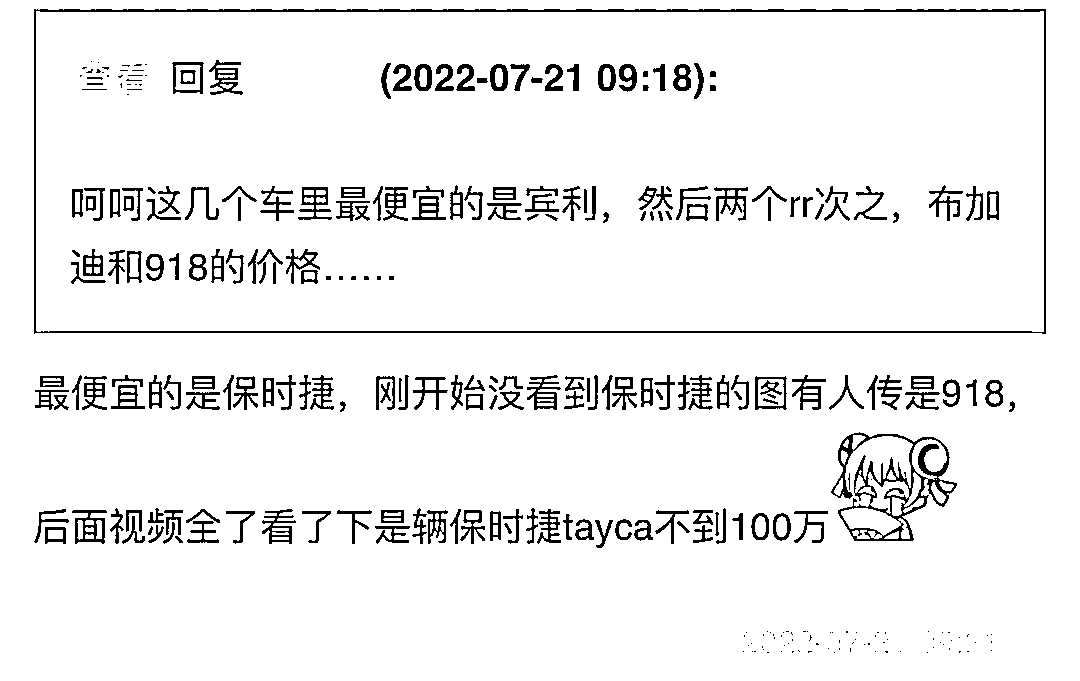 查看 回复 (2022-07-21 09:18):
呵呵这几个车里最便宜的是宾利，然后两个rr次之，布加
迪和918的价格……
最便宜的是保时捷，刚开始没看到保时捷的图有人传是918，
后面视频全了看了下是辆保时捷tayca不到100万